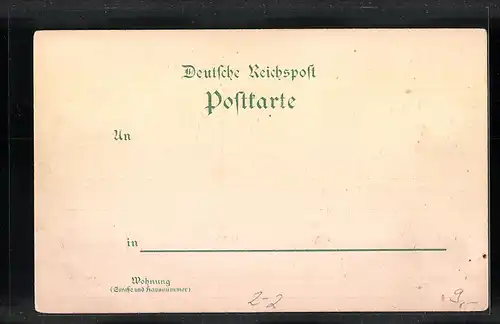 Deutsche Reichspost
Postkarte
An
in
Wohnung
(Straße und Hausnummer)
2-2
9,-